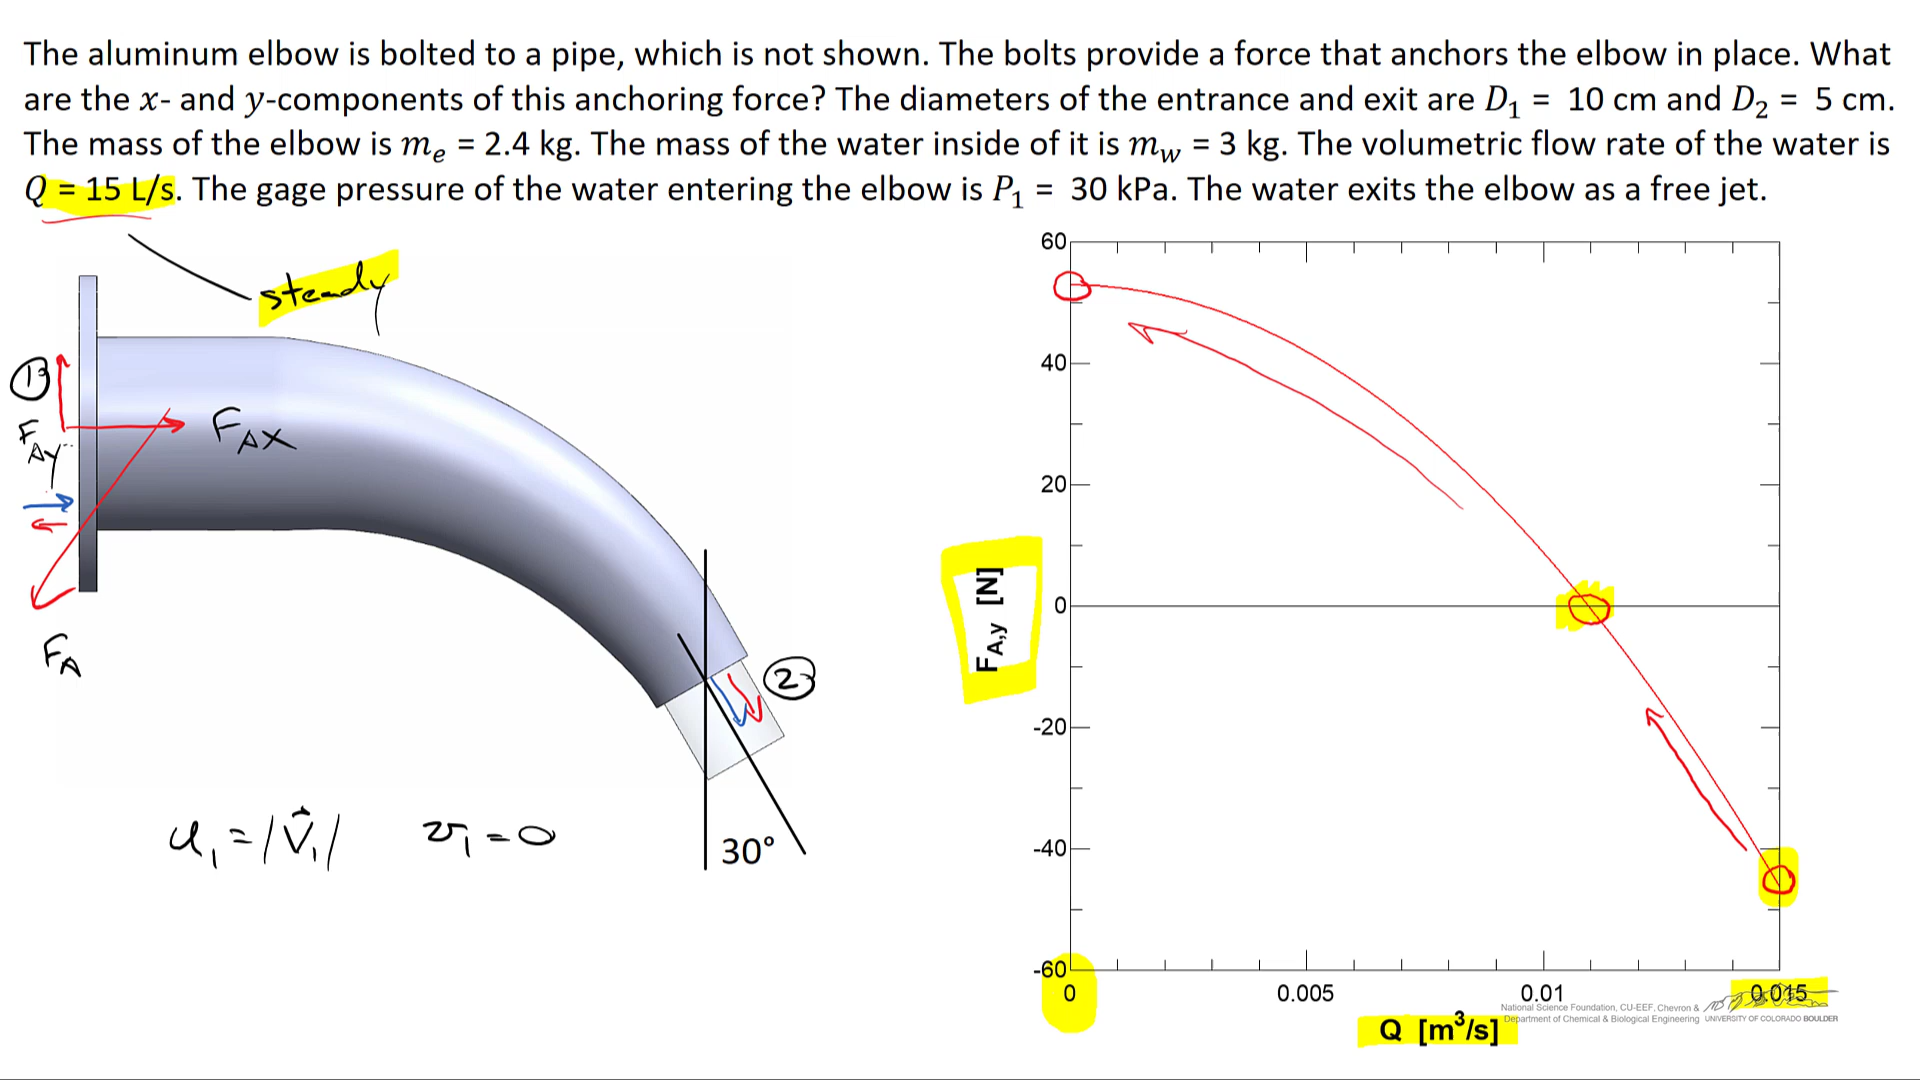 The aluminum elbow is bolted to a pipe, which is not shown. The bolts provide a force that anchors the elbow in place. What
are the x- and y-components of this anchoring force? The diameters of the entrance and exit are D₁ = 10 cm and D₂ = 5 cm.
The mass of the elbow is mₑ = 2.4 kg. The mass of the water inside of it is m_w = 3 kg. The volumetric flow rate of the water is
Q = 15 L/s. The gage pressure of the water entering the elbow is P₁ = 30 kPa. The water exits the elbow as a free jet.
steady
1
F_Ay
F_AX
F_A
2
30°
u₁ = |V⃗₁|
v₁ = 0
60
40
20
0
-20
-40
-60
F_A,y [N]
0
0.005
0.01
0.015
Q [m³/s]
National Science Foundation, CU-EEF, Chevron &
Department of Chemical & Biological Engineering
UNIVERSITY OF COLORADO BOULDER